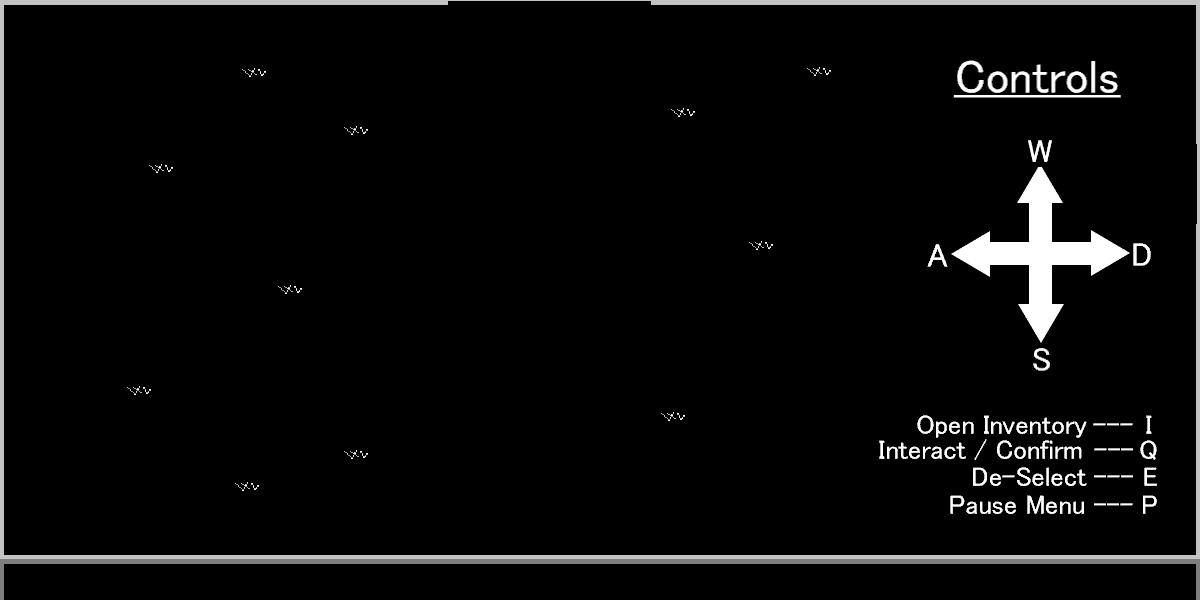 Controls
W
A D
S
Open Inventory --- I
Interact / Confirm --- Q
De-Select --- E
Pause Menu --- P